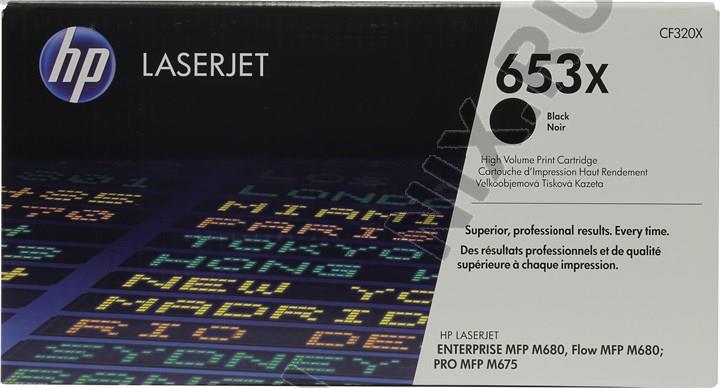 hp
LASERJET
CF320X
653X
Black
Noir
High Volume Print Cartridge
Cartouche d'Impression Haut Rendement
Velkoobjemová Tisková Kazeta
LONDON
MIAMI
PARIS
TOKYO
HONG
NEW
MADRID
RIO DE
SYDNEY
Superior, professional results. Every time.
Des résultats professionnels et de qualité
supérieure à chaque impression.
HP LASERJET
ENTERPRISE MFP M680, Flow MFP M680;
PRO MFP M675